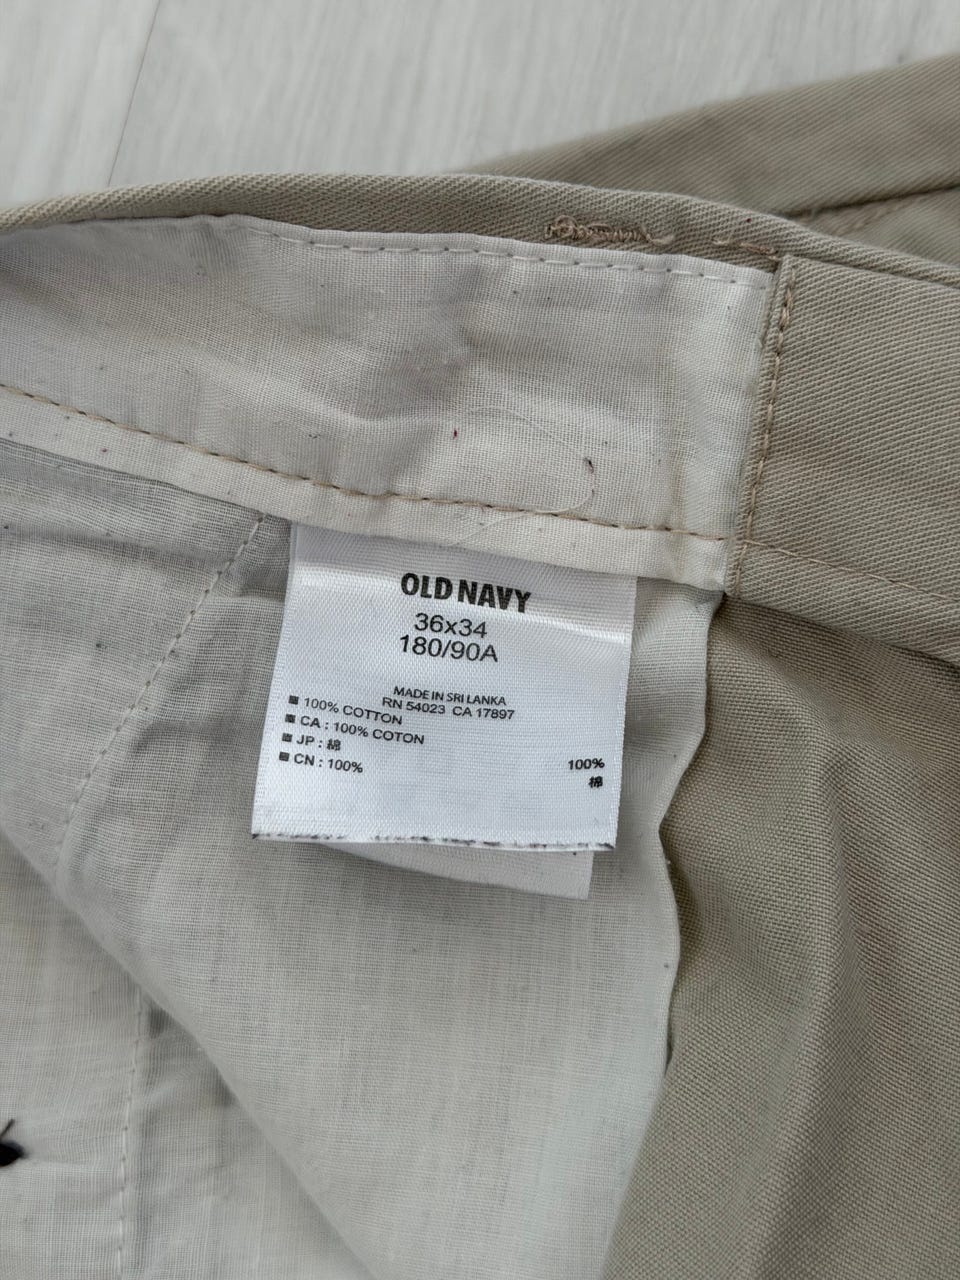 OLD NAVY
36x34
180/90A
MADE IN SRI LANKA
RN 54023 CA 17897
100% COTTON
CA : 100% COTON
JP : 綿 100%
CN : 100% 棉